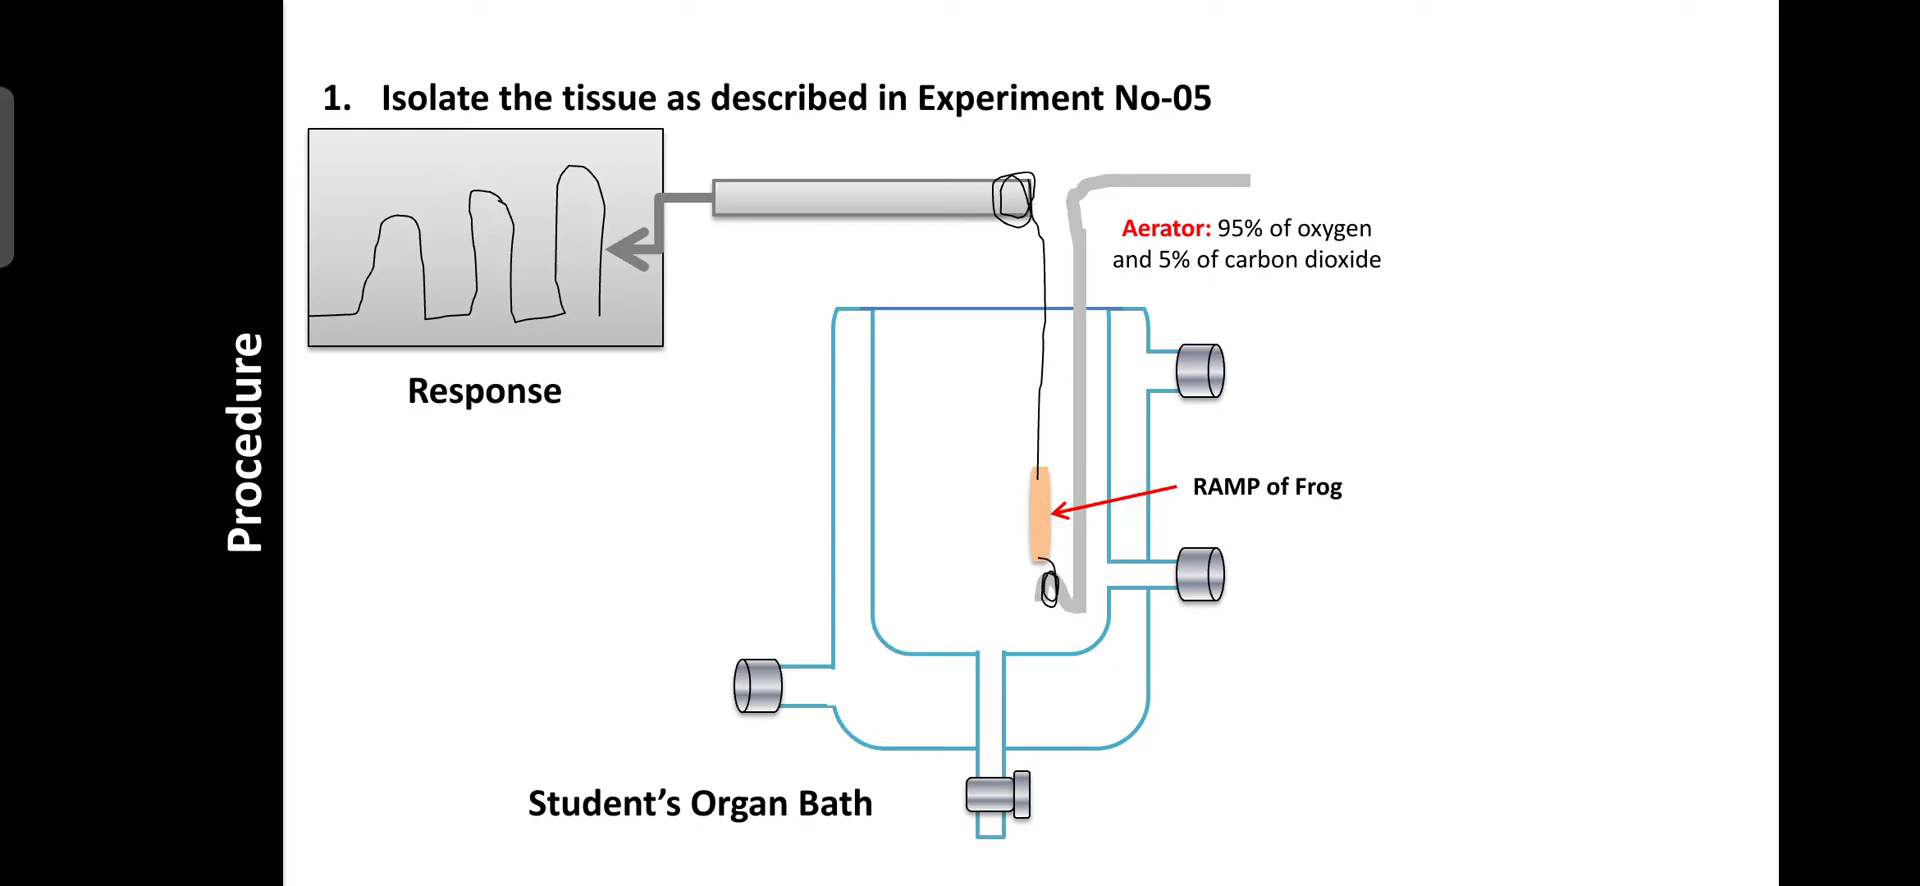 Procedure
1. Isolate the tissue as described in Experiment No-05
Aerator: 95% of oxygen
and 5% of carbon dioxide
Response
RAMP of Frog
Student’s Organ Bath